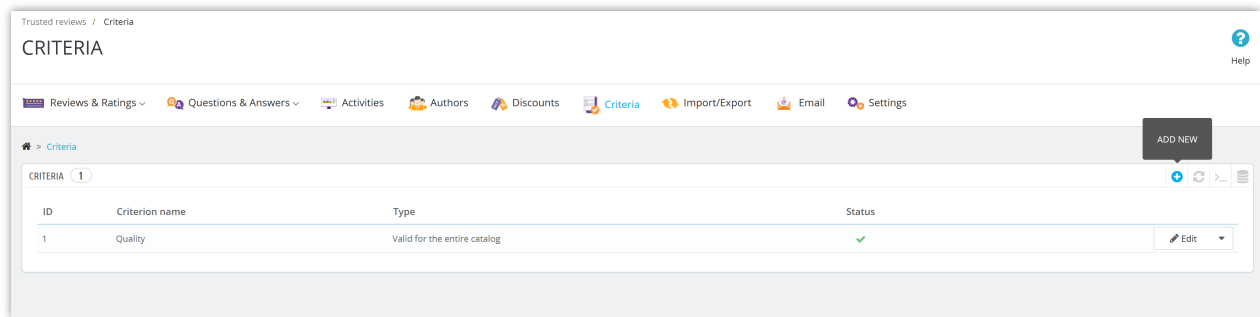 Trusted reviews / Criteria
CRITERIA
Help
Reviews & Ratings Questions & Answers Activities Authors Discounts Criteria Import/Export Email Settings
ADD NEW
> Criteria
CRITERIA 1
ID Criterion name Type Status
1 Quality Valid for the entire catalog Edit